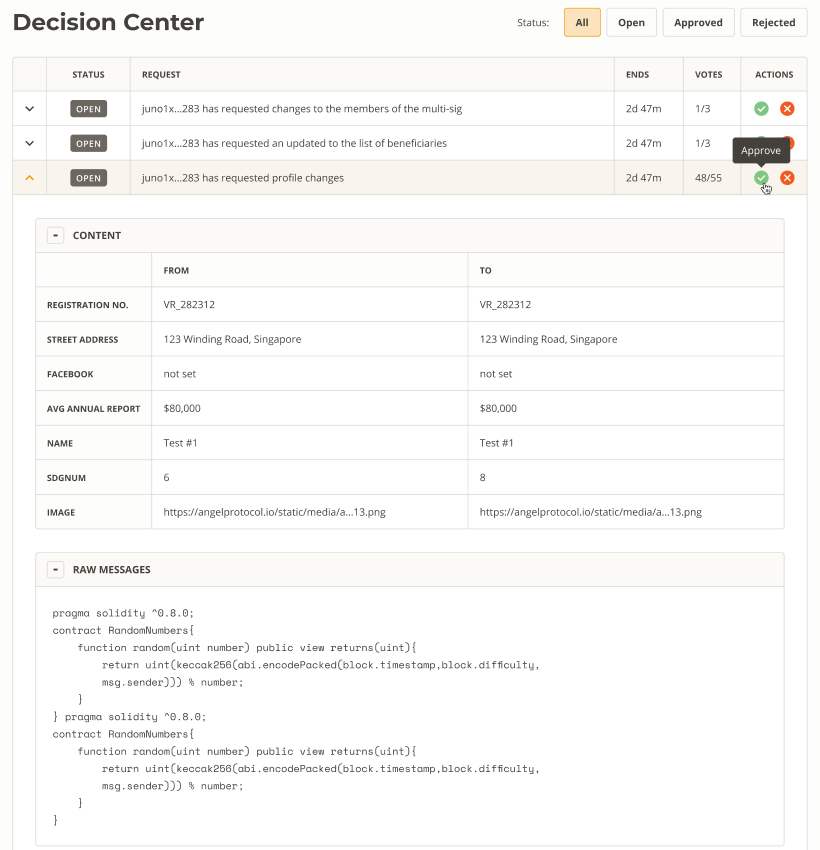 Decision Center
Status: All Open Approved Rejected
STATUS REQUEST ENDS VOTES ACTIONS
OPEN juno1x...283 has requested changes to the members of the multi-sig 2d 47m 1/3
OPEN juno1x...283 has requested an updated to the list of beneficiaries 2d 47m 1/3
Approve
OPEN juno1x...283 has requested profile changes 2d 47m 48/55
- CONTENT
FROM TO
REGISTRATION NO. VR_282312 VR_282312
STREET ADDRESS 123 Winding Road, Singapore 123 Winding Road, Singapore
FACEBOOK not set not set
AVG ANNUAL REPORT $80,000 $80,000
NAME Test #1 Test #1
SDGNUM 6 8
IMAGE https://angelprotocol.io/static/media/a...13.png https://angelprotocol.io/static/media/a...13.png
- RAW MESSAGES
pragma solidity ^0.8.0;
contract RandomNumbers{
function random(uint number) public view returns(uint){
return uint(keccak256(abi.encodePacked(block.timestamp,block.difficulty,
msg.sender))) % number;
}
} pragma solidity ^0.8.0;
contract RandomNumbers{
function random(uint number) public view returns(uint){
return uint(keccak256(abi.encodePacked(block.timestamp,block.difficulty,
msg.sender))) % number;
}
}